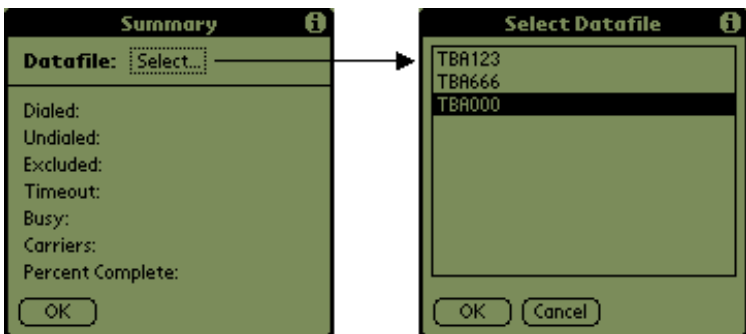 Summary
Datafile: Select...
Dialed:
Undialed:
Excluded:
Timeout:
Busy:
Carriers:
Percent Complete:
OK
Select Datafile
TBA123
TBA666
TBA000
OK Cancel